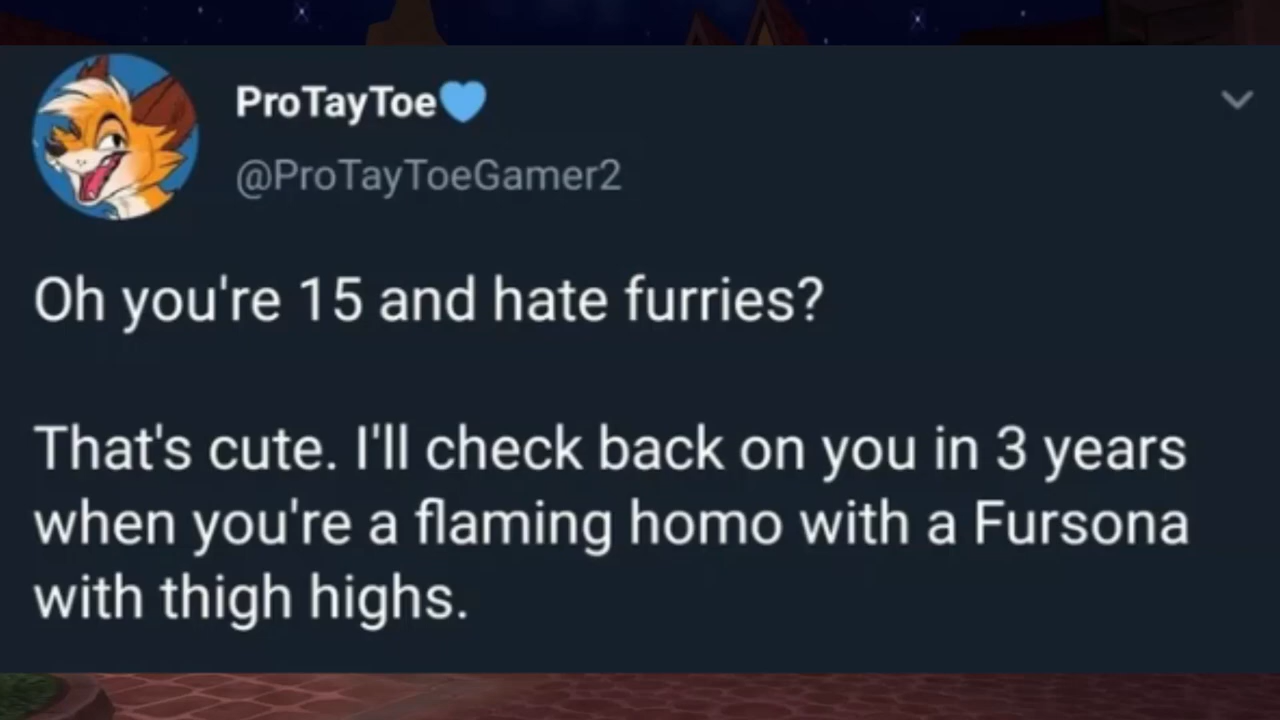 ProTayToe💙
@ProTayToeGamer2
Oh you're 15 and hate furries?
That's cute. I'll check back on you in 3 years
when you're a flaming homo with a Fursona
with thigh highs.